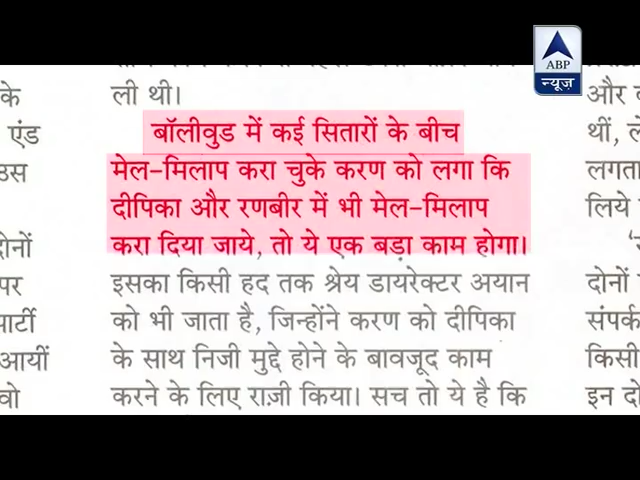 ABP
न्यूज़
ली थी।
बॉलीवुड में कई सितारों के बीच
मेल-मिलाप करा चुके करण को लगा कि
दीपिका और रणबीर में भी मेल-मिलाप
करा दिया जाये, तो ये एक बड़ा काम होगा।
इसका किसी हद तक श्रेय डायरेक्टर अयान
को भी जाता है, जिन्होंने करण को दीपिका
के साथ निजी मुद्दे होने के बावजूद काम
करने के लिए राज़ी किया। सच तो ये है कि
के
एंड
पर
आयीं
वो
और
थीं,
लगता
लिये
दोनों
संपर्क
किसी
इन